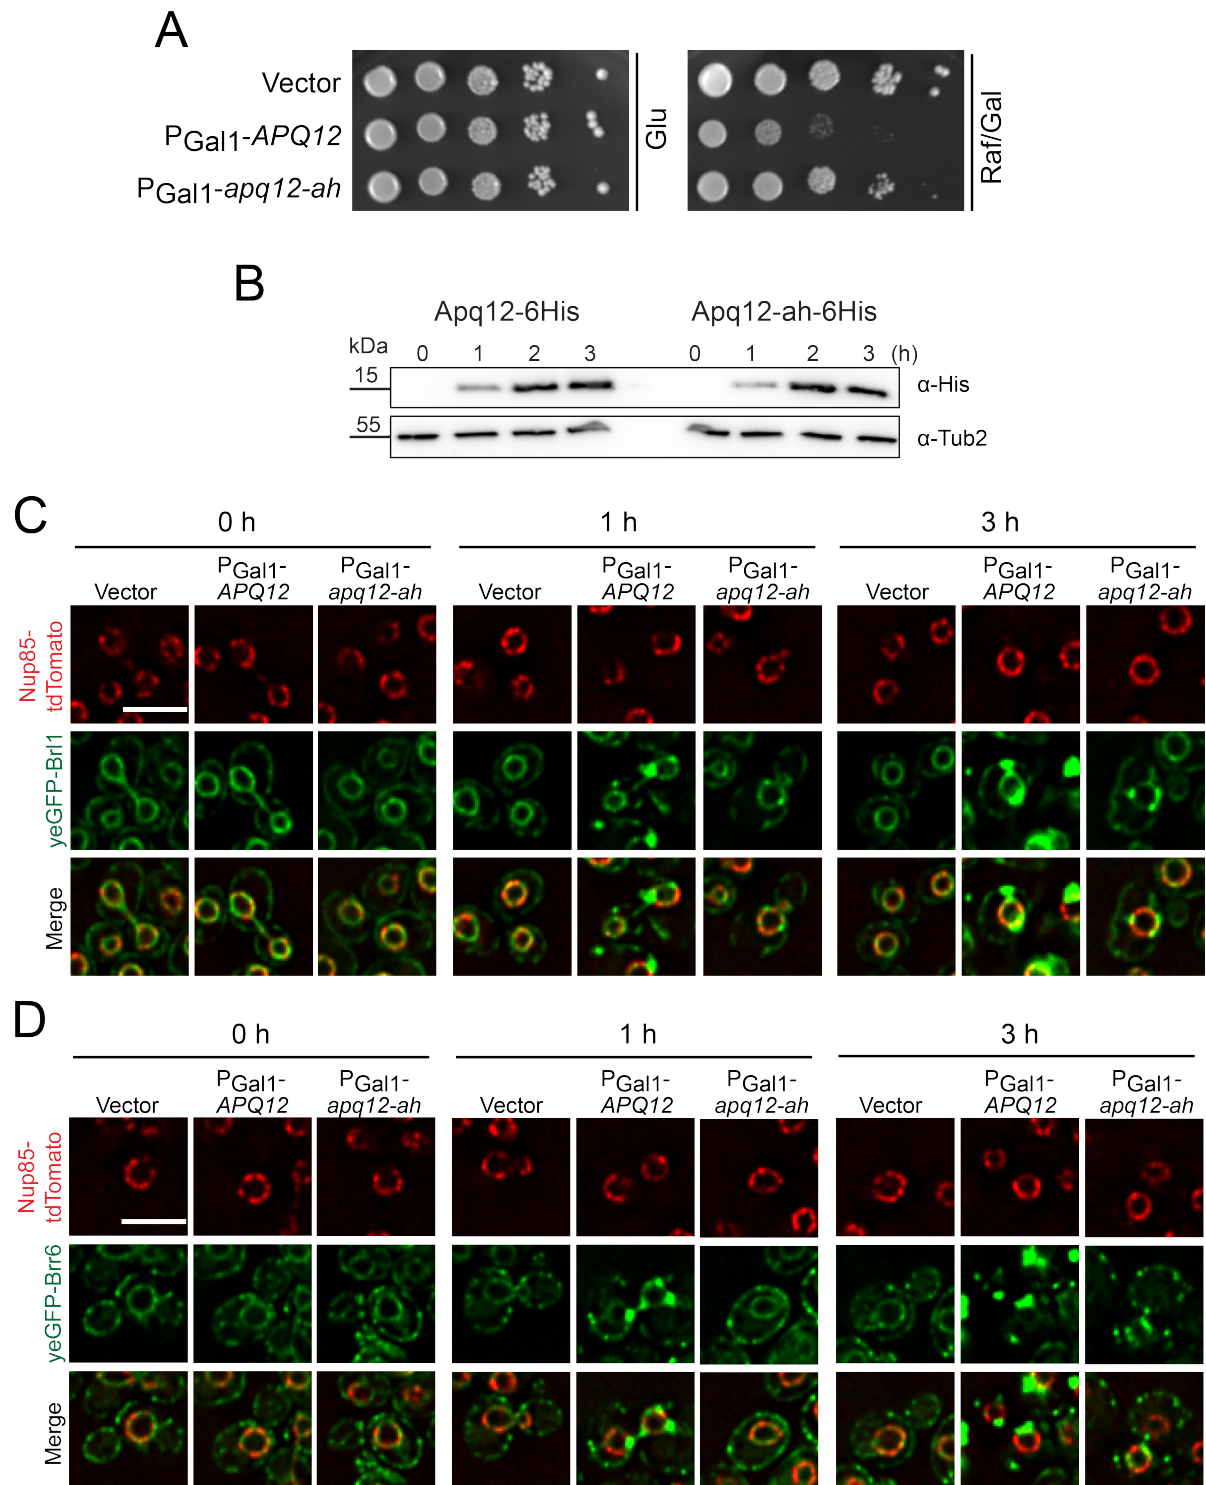 A
Vector
PGal1-APQ12
PGal1-apq12-ah
Glu
Raf/Gal
B
Apq12-6His
Apq12-ah-6His
kDa
0 1 2 3 0 1 2 3 (h)
15
α-His
55
α-Tub2
C
0 h
1 h
3 h
Vector
PGal1-
APQ12
PGal1-
apq12-ah
Vector
PGal1-
APQ12
PGal1-
apq12-ah
Vector
PGal1-
APQ12
PGal1-
apq12-ah
Nup85-
tdTomato
yeGFP-Brl1
Merge
D
0 h
1 h
3 h
Vector
PGal1-
APQ12
PGal1-
apq12-ah
Vector
PGal1-
APQ12
PGal1-
apq12-ah
Vector
PGal1-
APQ12
PGal1-
apq12-ah
Nup85-
tdTomato
yeGFP-Brr6
Merge